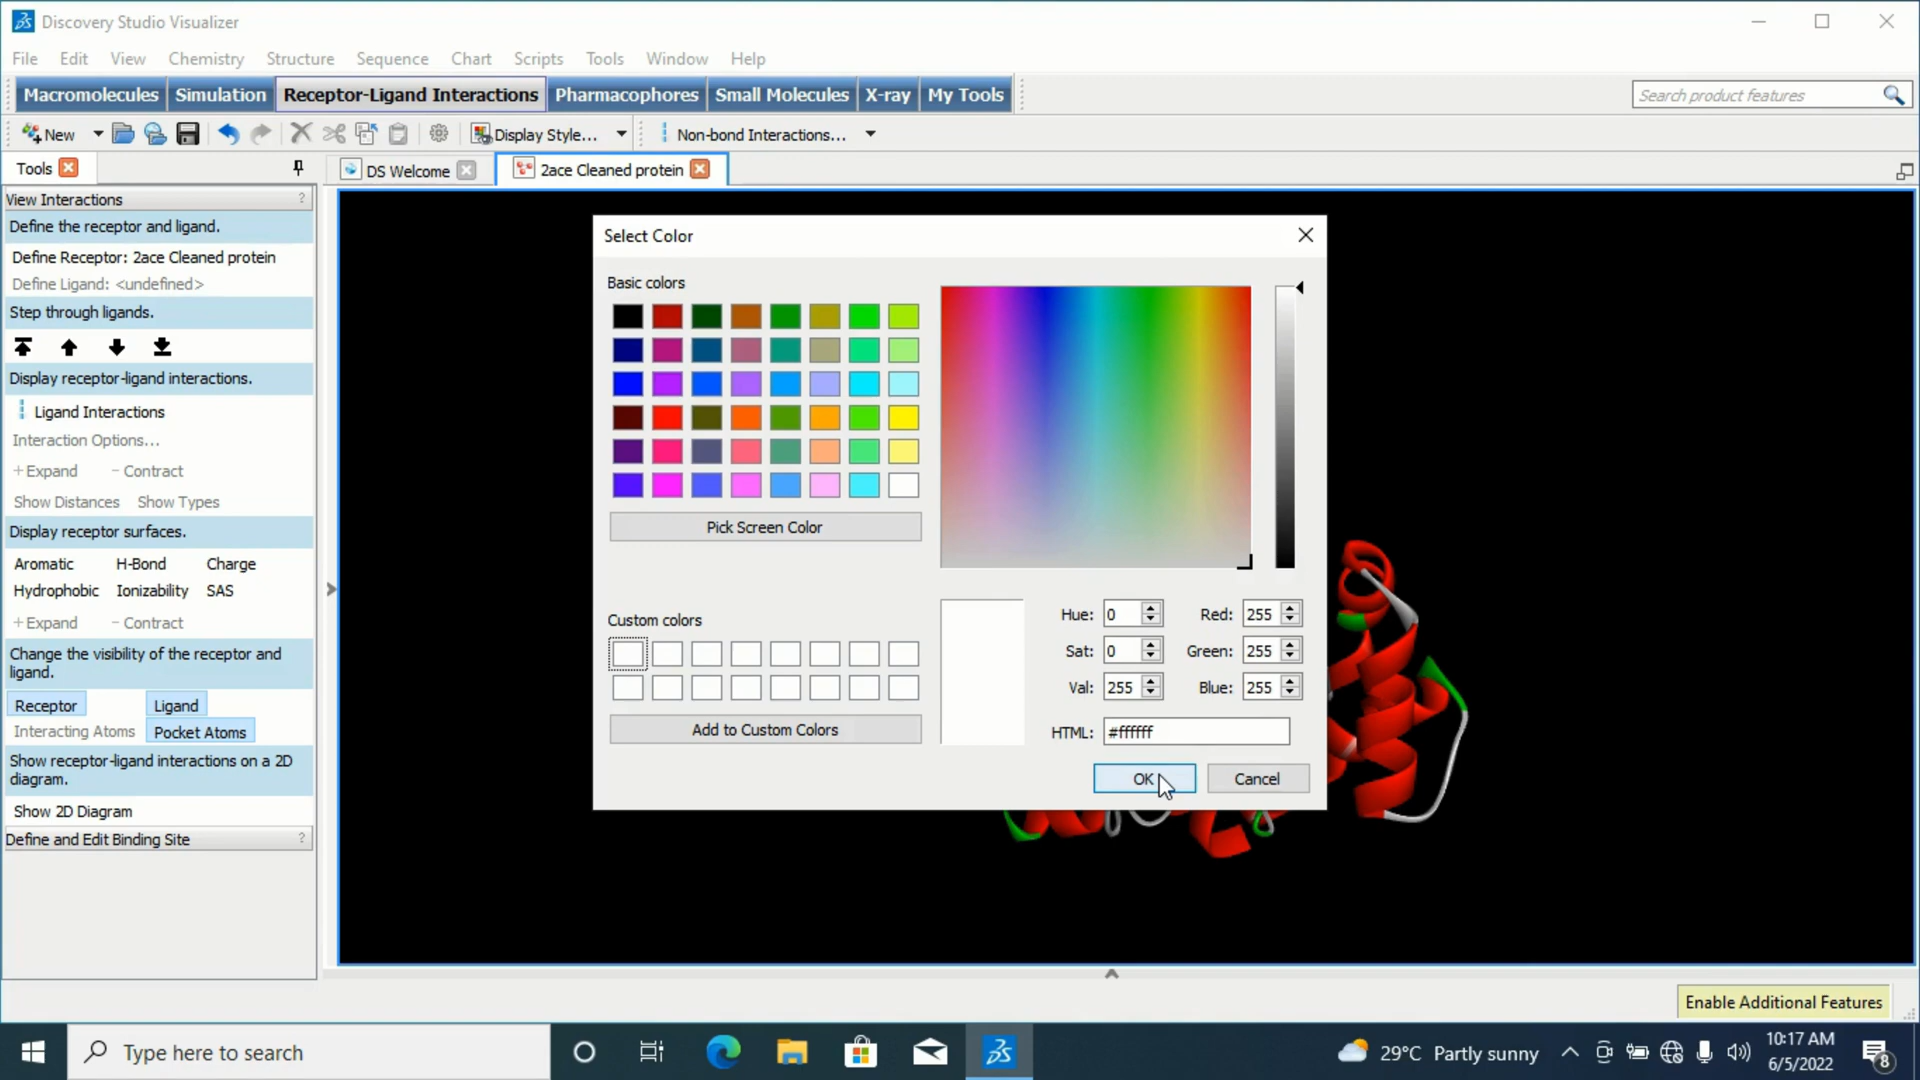 Discovery Studio Visualizer
File Edit View Chemistry Structure Sequence Chart Scripts Tools Window Help
Macromolecules Simulation Receptor-Ligand Interactions Pharmacophores Small Molecules X-ray My Tools
Search product features
New Display Style... Non-bond Interactions...
Tools
DS Welcome
2ace Cleaned protein
View Interactions ?
Define the receptor and ligand.
Define Receptor: 2ace Cleaned protein
Define Ligand: <undefined>
Step through ligands.
Display receptor-ligand interactions.
Ligand Interactions
Interaction Options...
+ Expand - Contract
Show Distances Show Types
Display receptor surfaces.
Aromatic H-Bond Charge
Hydrophobic Ionizability SAS
+ Expand - Contract
Change the visibility of the receptor and
ligand.
Receptor Ligand
Interacting Atoms Pocket Atoms
Show receptor-ligand interactions on a 2D
diagram.
Show 2D Diagram
Define and Edit Binding Site ?
Select Color
Basic colors
Pick Screen Color
Custom colors
Add to Custom Colors
Hue: 0 Red: 255
Sat: 0 Green: 255
Val: 255 Blue: 255
HTML: #ffffff
OK Cancel
Enable Additional Features
Type here to search
29°C Partly sunny
10:17 AM
6/5/2022
8